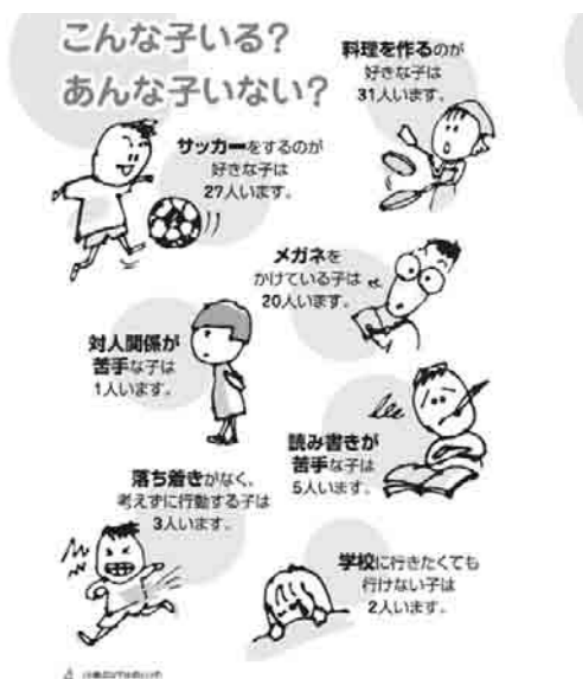 こんな子いる?
あんな子いない?
料理を作るのが
好きな子は
31人います。
サッカーをするのが
好きな子は
27人います。
メガネを
かけている子は
20人います。
対人関係が
苦手な子は
1人います。
読み書きが
苦手な子は
5人います。
落ち着きがなく、
考えずに行動する子は
3人います。
学校に行きたくても
行けない子は
2人います。